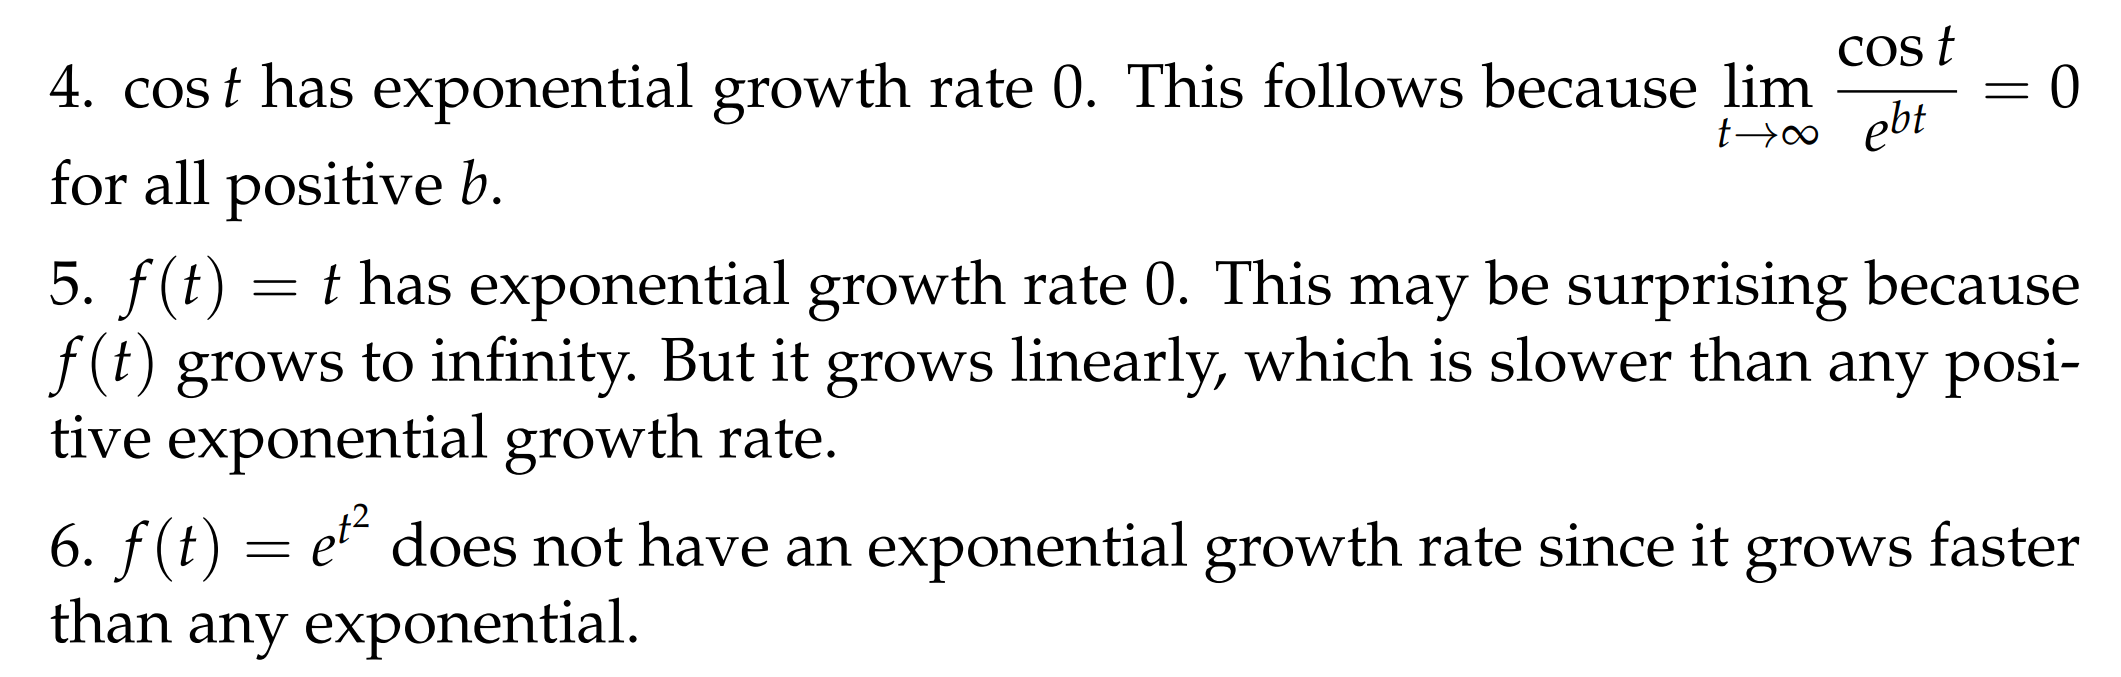 4. cos t has exponential growth rate 0. This follows because $\lim_{t \to \infty} \frac{\cos t}{e^{bt}} = 0$
for all positive b.
5. f(t) = t has exponential growth rate 0. This may be surprising because
f(t) grows to infinity. But it grows linearly, which is slower than any posi-
tive exponential growth rate.
6. $f(t) = e^{t^2}$ does not have an exponential growth rate since it grows faster
than any exponential.